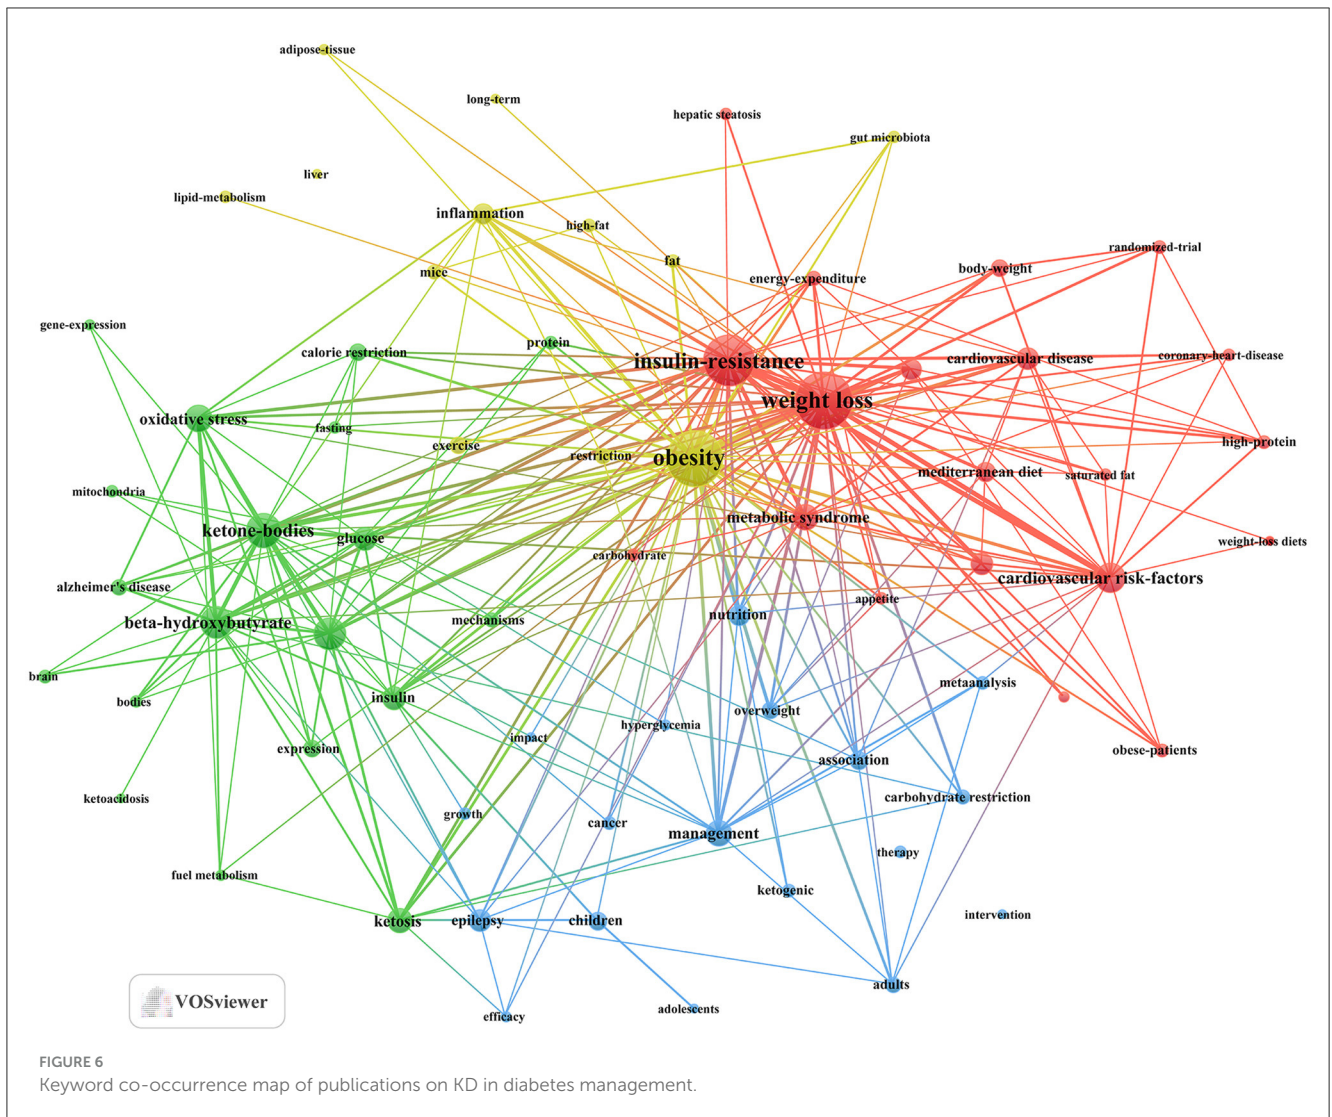 adipose-tissue
long-term
hepatic steatosis
gut microbiota
liver
lipid-metabolism
inflammation
high-fat
randomized-trial
fat
body-weight
mice
energy-expenditure
gene-expression
protein
calorie restriction
coronary-heart-disease
cardiovascular disease
insulin-resistance
weight loss
oxidative stress
fasting
high-protein
exercise
restriction
obesity
mediterranean diet
saturated fat
mitochondria
metabolic syndrome
ketone-bodies
glucose
weight-loss diets
carbohydrate
cardiovascular risk-factors
alzheimer's disease
appetite
nutrition
mechanisms
beta-hydroxybutyrate
brain
metaanalysis
insulin
bodies
overweight
hyperglycemia
impact
expression
obese-patients
association
carbohydrate restriction
ketoacidosis
growth
cancer
management
therapy
fuel metabolism
ketogenic
intervention
ketosis
epilepsy
children
adults
adolescents
efficacy
VOSviewer
FIGURE 6
Keyword co-occurrence map of publications on KD in diabetes management.